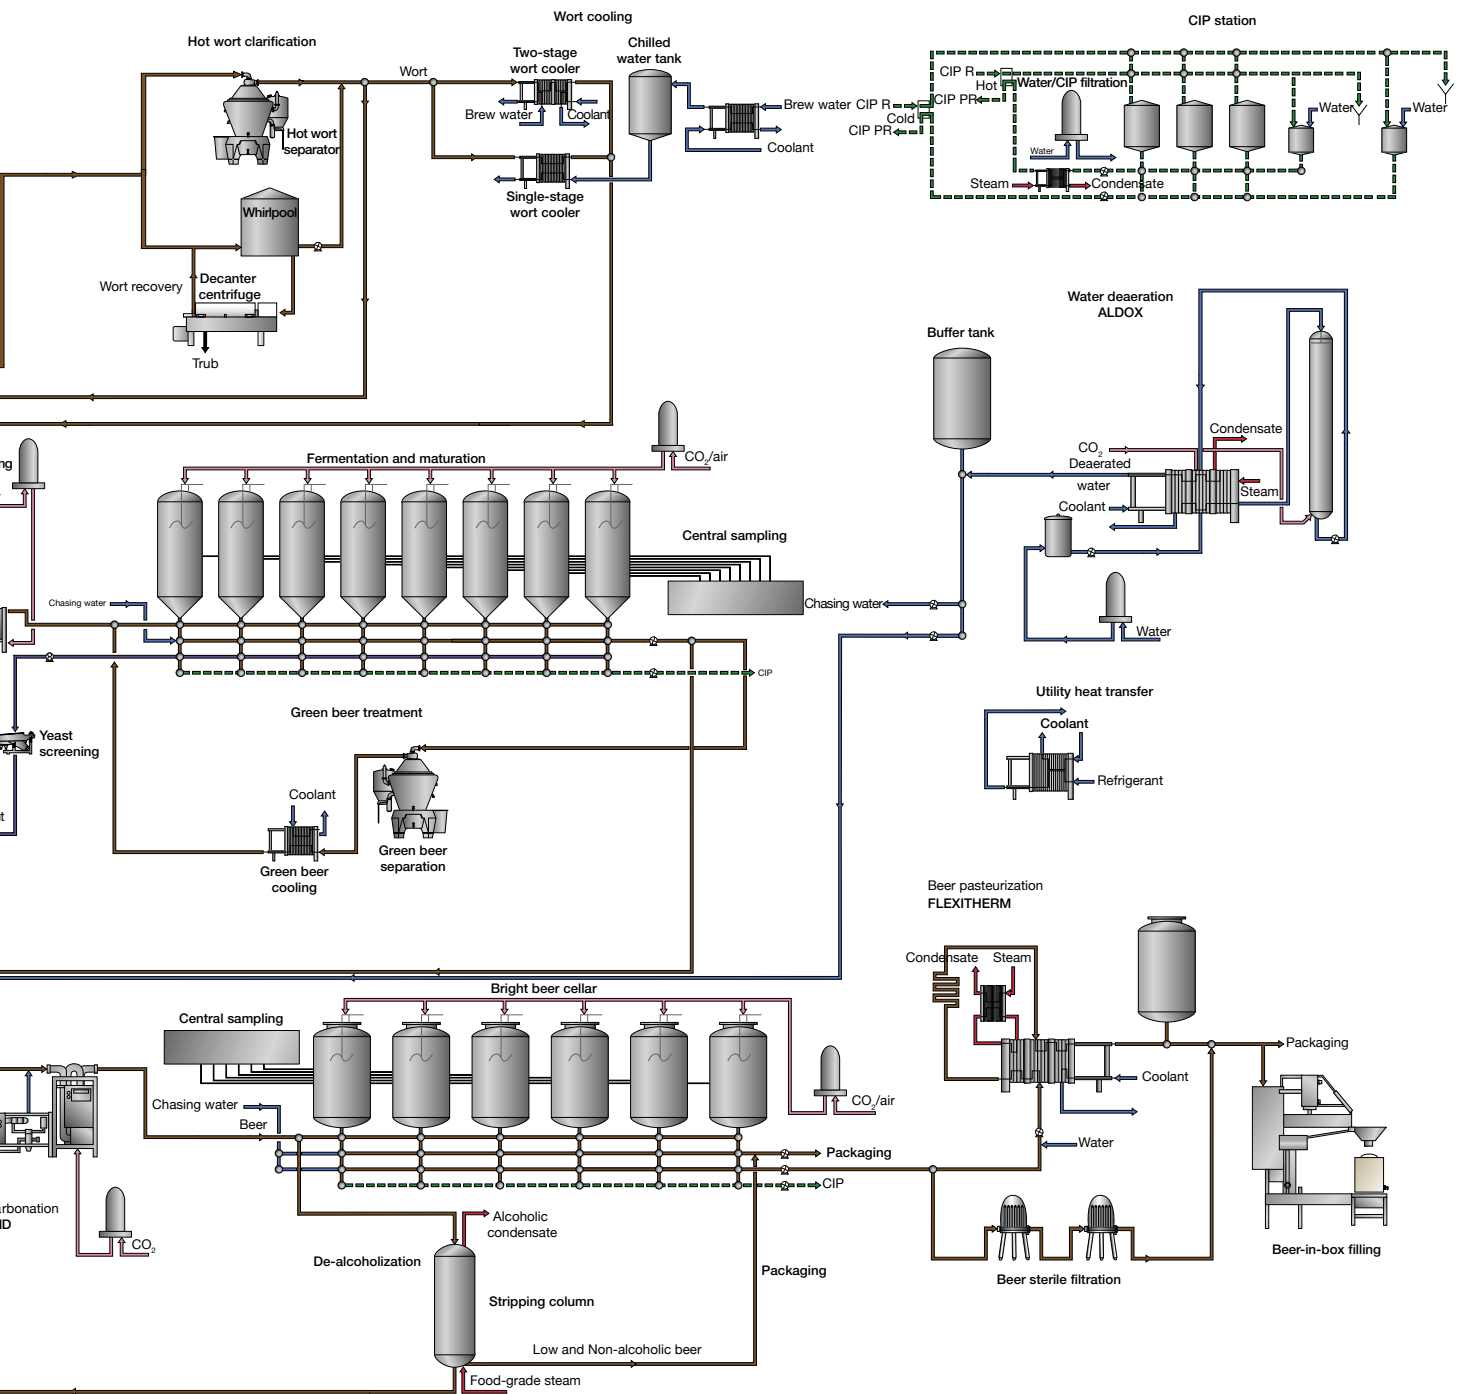 Wort cooling
CIP station
Hot wort clarification
Two-stage
wort cooler
Chilled
water tank
Wort
CIP R
Hot
Water/CIP filtration
Brew water
Coolant
Brew water
CIP R
CIP PR
Cold
CIP PR
Water
Water
Hot wort
separator
Coolant
Water
Steam
Condensate
Single-stage
wort cooler
Whirlpool
Wort recovery
Decanter
centrifuge
Trub
Water deaeration
ALDOX
Buffer tank
Condensate
CO2
Deaerated
water
Steam
Coolant
Water
ng
Fermentation and maturation
CO2/air
Central sampling
Chasing water
Chasing water
CIP
Green beer treatment
Yeast
screening
Coolant
Green beer
cooling
Green beer
separation
Utility heat transfer
Coolant
Refrigerant
t
Beer pasteurization
FLEXITHERM
Condensate
Steam
Packaging
Coolant
Water
Bright beer cellar
Central sampling
CO2/air
Chasing water
Beer
Packaging
CIP
rbonation
ID
CO2
Alcoholic
condensate
De-alcoholization
Packaging
Stripping column
Low and Non-alcoholic beer
Food-grade steam
Beer sterile filtration
Beer-in-box filling